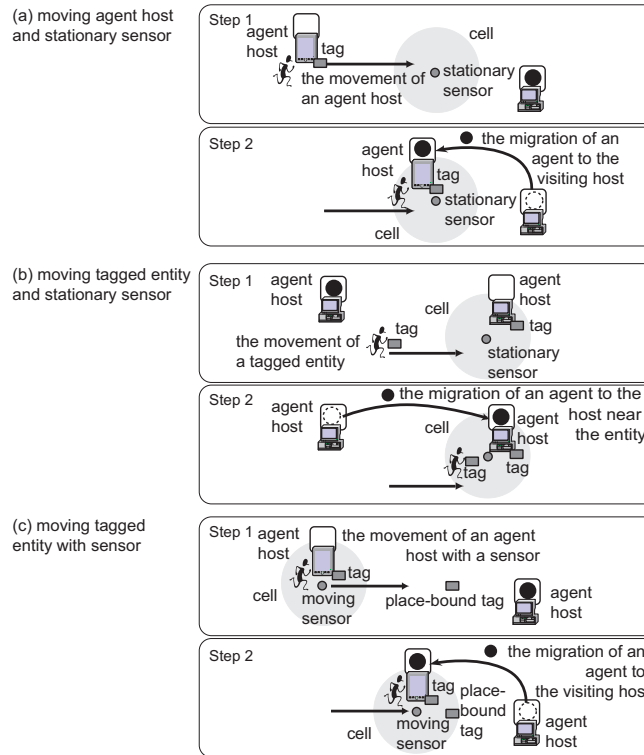 (a) moving agent host
and stationary sensor
Step 1
agent
host
tag
cell
the movement of
an agent host
stationary
sensor
Step 2
agent
host
tag
the migration of an
agent to the
visiting host
stationary
sensor
cell
(b) moving tagged entity
and stationary sensor
Step 1
agent
host
cell
agent
host
tag
tag
the movement of
a tagged entity
stationary
sensor
Step 2
agent
host
the migration of an agent to the
host near
the entity
cell
agent
host
tag
tag
(c) moving tagged
entity with sensor
Step 1
agent
host
the movement of an agent
host with a sensor
tag
cell
moving
sensor
place-bound tag
agent
host
Step 2
the migration of an
agent to
the visiting hos
tag
place-
bound
tag
moving
sensor
cell
agent
host